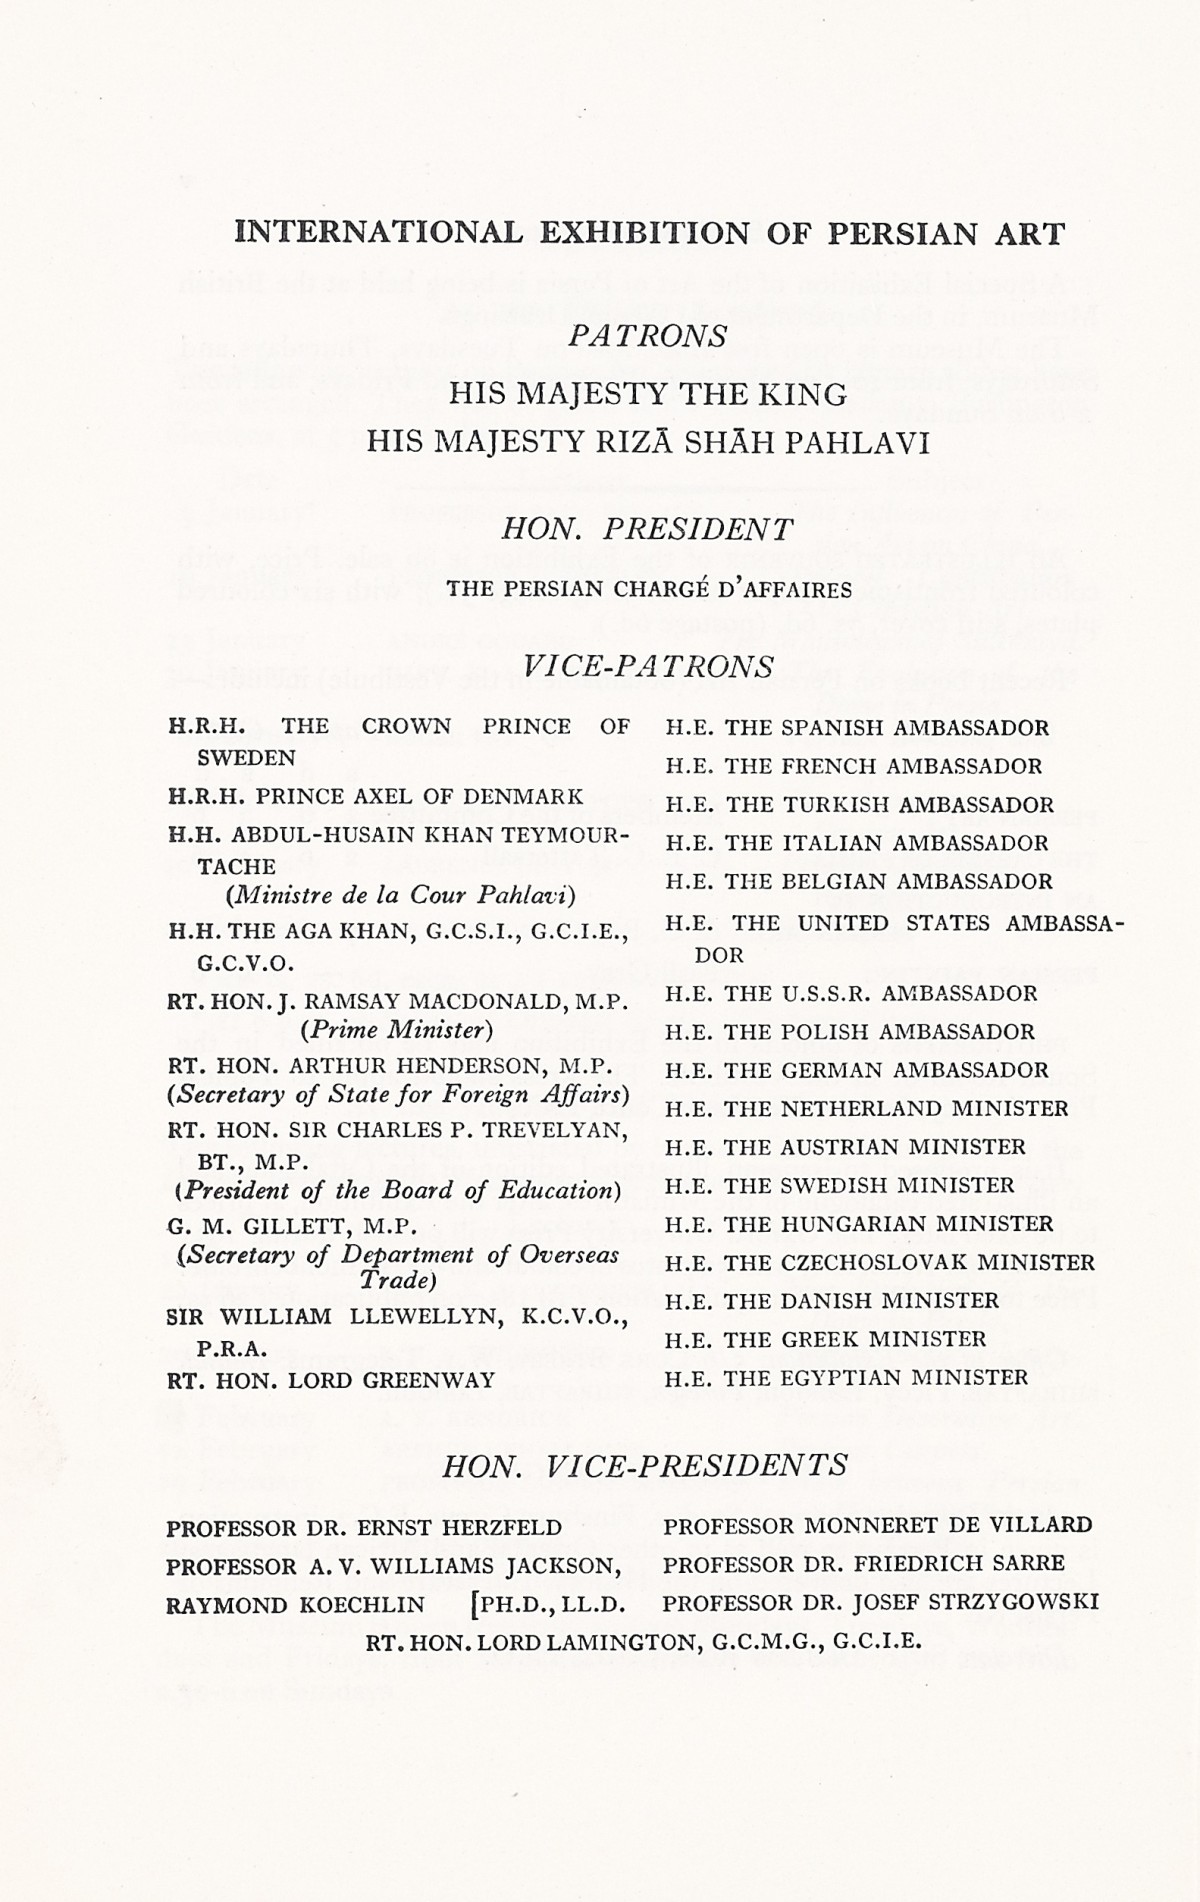 INTERNATIONAL EXHIBITION OF PERSIAN ART
PATRONS
HIS MAJESTY THE KING
HIS MAJESTY RIZĀ SHĀH PAHLAVI
HON. PRESIDENT
THE PERSIAN CHARGÉ D'AFFAIRES
VICE-PATRONS
H.R.H. THE CROWN PRINCE OF
SWEDEN
H.R.H. PRINCE AXEL OF DENMARK
H.H. ABDUL-HUSAIN KHAN TEYMOUR-
TACHE
(Ministre de la Cour Pahlavi)
H.H. THE AGA KHAN, G.C.S.I., G.C.I.E.,
G.C.V.O.
RT. HON. J. RAMSAY MACDONALD, M.P.
(Prime Minister)
RT. HON. ARTHUR HENDERSON, M.P.
(Secretary of State for Foreign Affairs)
RT. HON. SIR CHARLES P. TREVELYAN,
BT., M.P.
(President of the Board of Education)
G. M. GILLETT, M.P.
(Secretary of Department of Overseas
Trade)
SIR WILLIAM LLEWELLYN, K.C.V.O.,
P.R.A.
RT. HON. LORD GREENWAY
H.E. THE SPANISH AMBASSADOR
H.E. THE FRENCH AMBASSADOR
H.E. THE TURKISH AMBASSADOR
H.E. THE ITALIAN AMBASSADOR
H.E. THE BELGIAN AMBASSADOR
H.E. THE UNITED STATES AMBASSA-
DOR
H.E. THE U.S.S.R. AMBASSADOR
H.E. THE POLISH AMBASSADOR
H.E. THE GERMAN AMBASSADOR
H.E. THE NETHERLAND MINISTER
H.E. THE AUSTRIAN MINISTER
H.E. THE SWEDISH MINISTER
H.E. THE HUNGARIAN MINISTER
H.E. THE CZECHOSLOVAK MINISTER
H.E. THE DANISH MINISTER
H.E. THE GREEK MINISTER
H.E. THE EGYPTIAN MINISTER
HON. VICE-PRESIDENTS
PROFESSOR DR. ERNST HERZFELD
PROFESSOR A. V. WILLIAMS JACKSON,
RAYMOND KOECHLIN [PH.D., LL.D.
PROFESSOR MONNERET DE VILLARD
PROFESSOR DR. FRIEDRICH SARRE
PROFESSOR DR. JOSEF STRZYGOWSKI
RT. HON. LORD LAMINGTON, G.C.M.G., G.C.I.E.